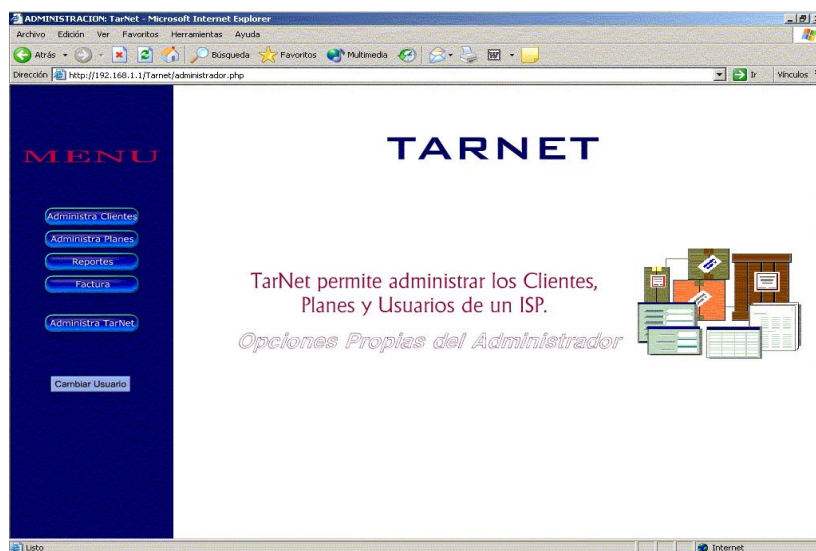 ADMINISTRACION: TarNet - Microsoft Internet Explorer
Archivo Edición Ver Favoritos Herramientas Ayuda
Atrás Búsqueda Favoritos Multimedia
Dirección http://192.168.1.1/Tarnet/administrador.php Ir Vínculos
MENU
TARNET
Administra Clientes
Administra Planes
Reportes
Factura
Administra TarNet
Cambiar Usuario
TarNet permite administrar los Clientes,
Planes y Usuarios de un ISP.
Opciones Propias del Administrador
Listo Internet